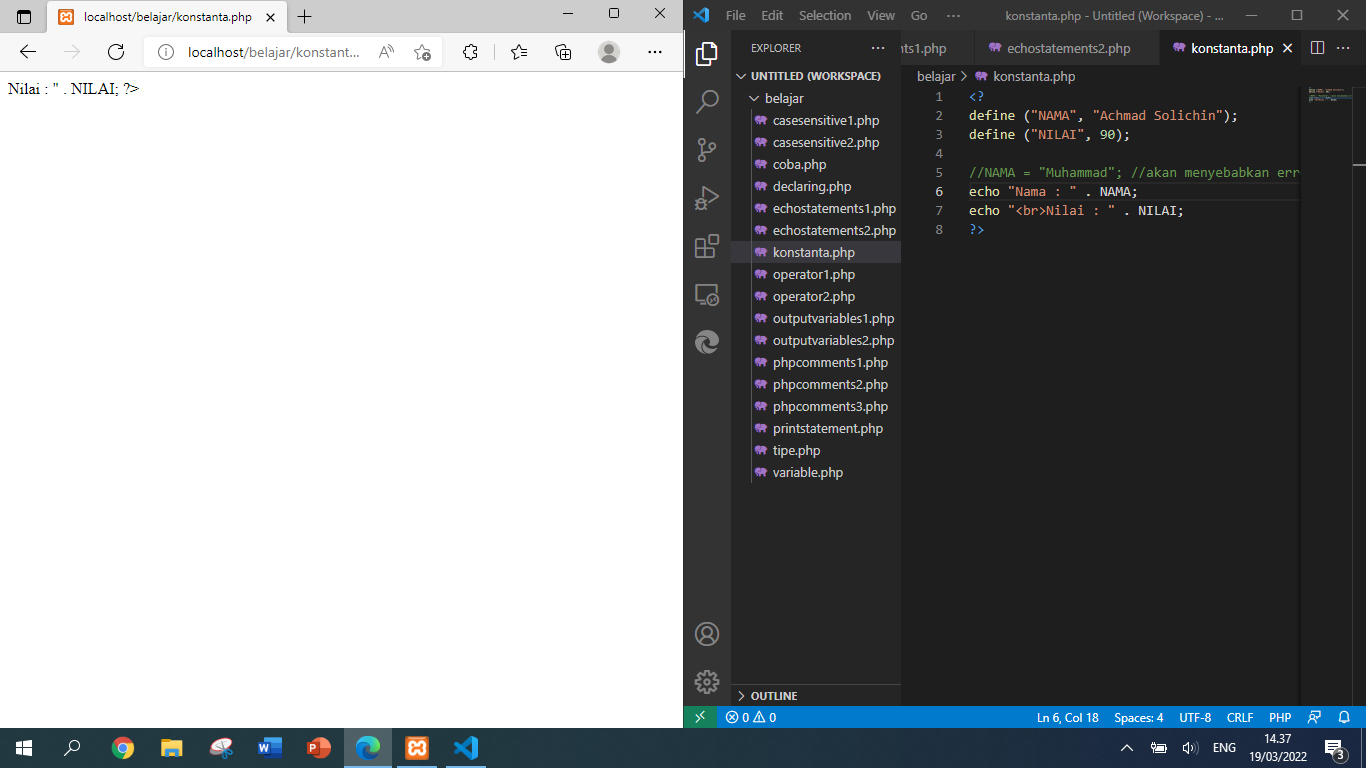 localhost/belajar/konstanta.php
localhost/belajar/konstant...
Nilai : " . NILAI; ?>
File Edit Selection View Go ... konstanta.php - Untitled (Workspace) - ...
EXPLORER
UNTITLED (WORKSPACE)
belajar
casesensitive1.php
casesensitive2.php
coba.php
declaring.php
echostatements1.php
echostatements2.php
konstanta.php
operator1.php
operator2.php
outputvariables1.php
outputvariables2.php
phpcomments1.php
phpcomments2.php
phpcomments3.php
printstatement.php
tipe.php
variable.php
OUTLINE
nts1.php echostatements2.php konstanta.php
belajar > konstanta.php
1 <?
2 define ("NAMA", "Achmad Solichin");
3 define ("NILAI", 90);
4
5 //NAMA = "Muhammad"; //akan menyebabkan err
6 echo "Nama : " . NAMA;
7 echo "<br>Nilai : " . NILAI;
8 ?>
0 0 Ln 6, Col 18 Spaces: 4 UTF-8 CRLF PHP
ENG 14.37
19/03/2022 3